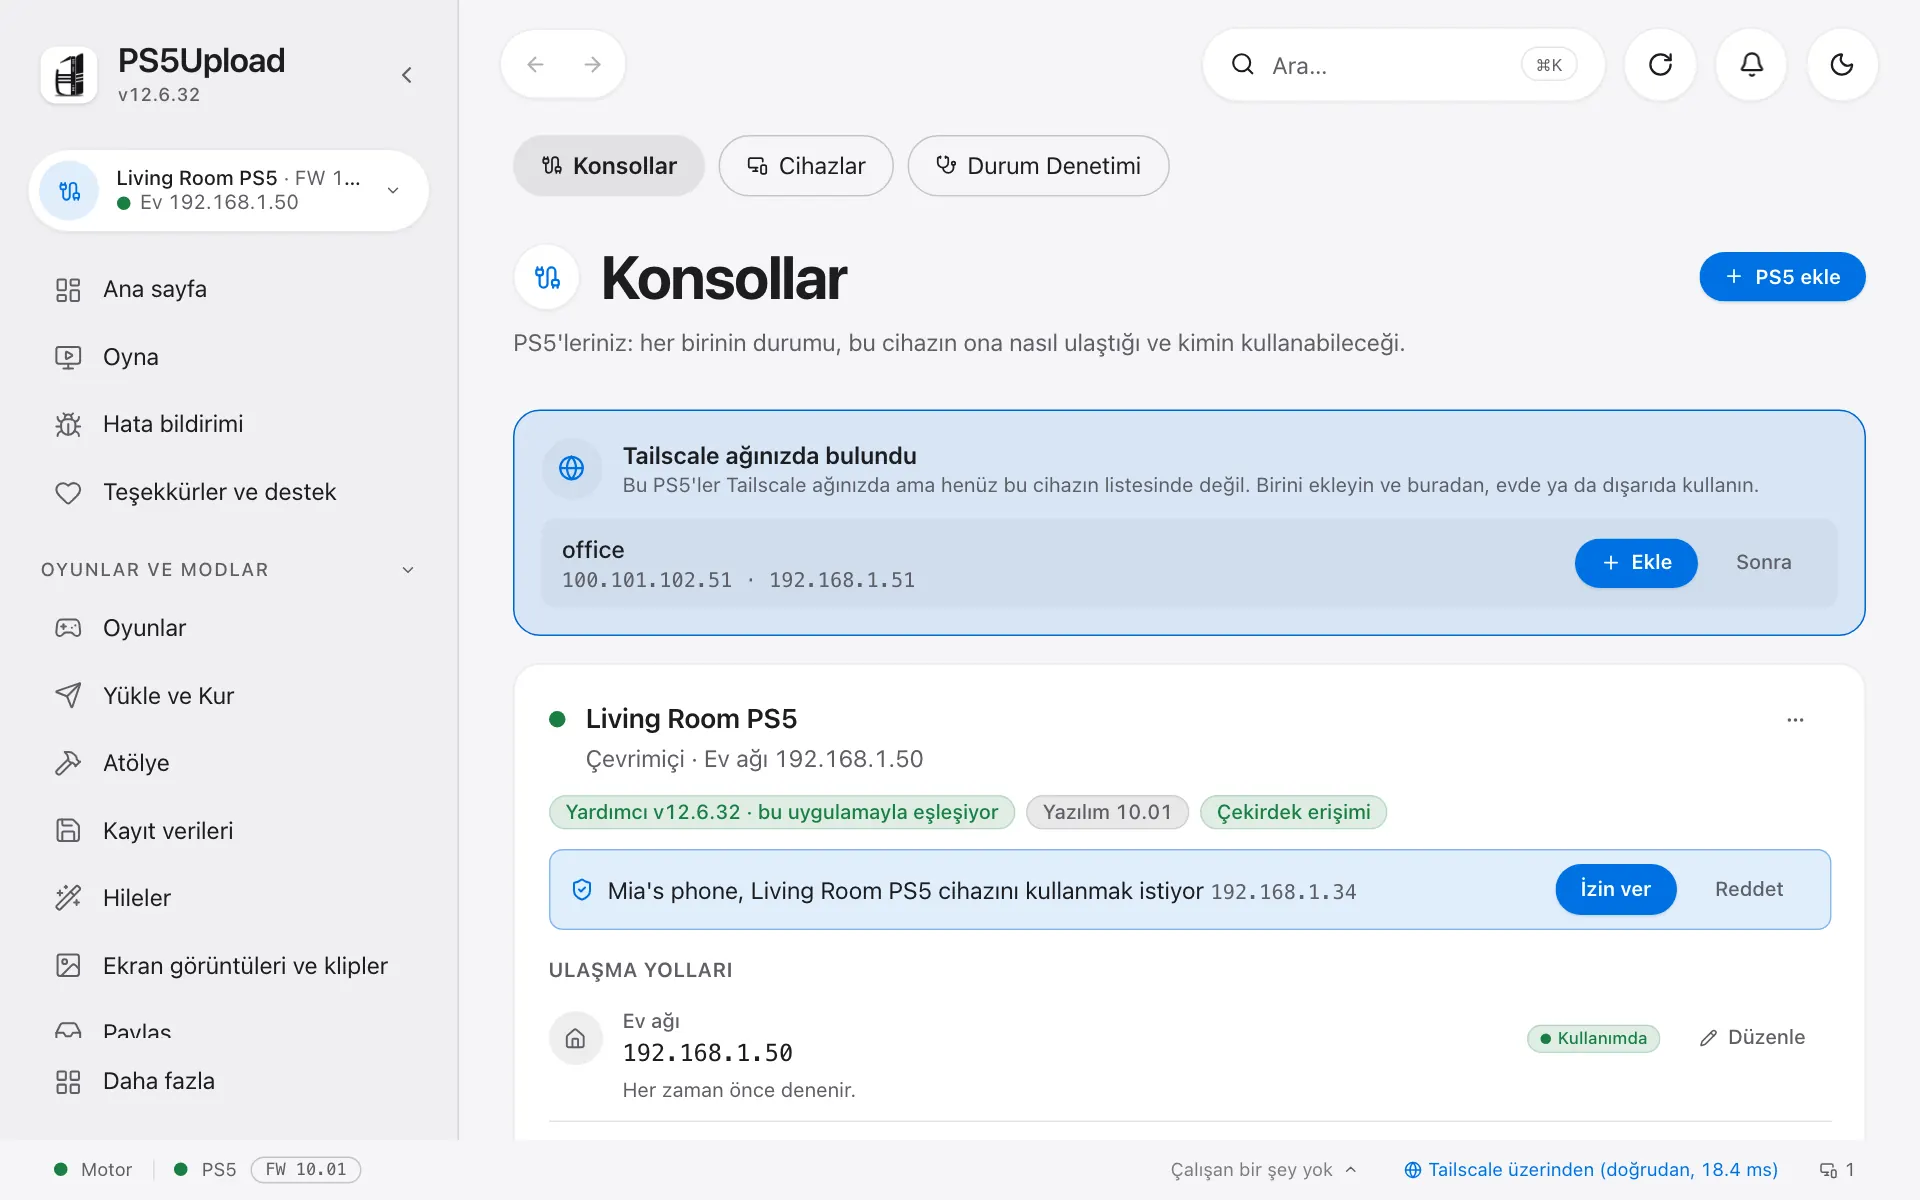 PS5Upload
v12.6.32
Living Room PS5 · FW 1...
Ev 192.168.1.50
Ana sayfa
Oyna
Hata bildirimi
Teşekkürler ve destek
OYUNLAR VE MODLAR
Oyunlar
Yükle ve Kur
Atölye
Kayıt verileri
Hileler
Ekran görüntüleri ve klipler
Paylaş
Daha fazla
Ara...
⌘K
Konsollar
Cihazlar
Durum Denetimi
Konsollar
+ PS5 ekle
PS5'leriniz: her birinin durumu, bu cihazın ona nasıl ulaştığı ve kimin kullanabileceği.
Tailscale ağınızda bulundu
Bu PS5'ler Tailscale ağınızda ama henüz bu cihazın listesinde değil. Birini ekleyin ve buradan, evde ya da dışarıda kullanın.
office
100.101.102.51 · 192.168.1.51
+ Ekle
Sonra
Living Room PS5
Çevrimiçi · Ev ağı 192.168.1.50
Yardımcı v12.6.32 · bu uygulamayla eşleşiyor
Yazılım 10.01
Çekirdek erişimi
Mia's phone, Living Room PS5 cihazını kullanmak istiyor 192.168.1.34
İzin ver
Reddet
ULAŞMA YOLLARI
Ev ağı
192.168.1.50
Her zaman önce denenir.
Kullanımda
Düzenle
Motor
PS5
FW 10.01
Çalışan bir şey yok
Tailscale üzerinden (doğrudan, 18.4 ms)
1